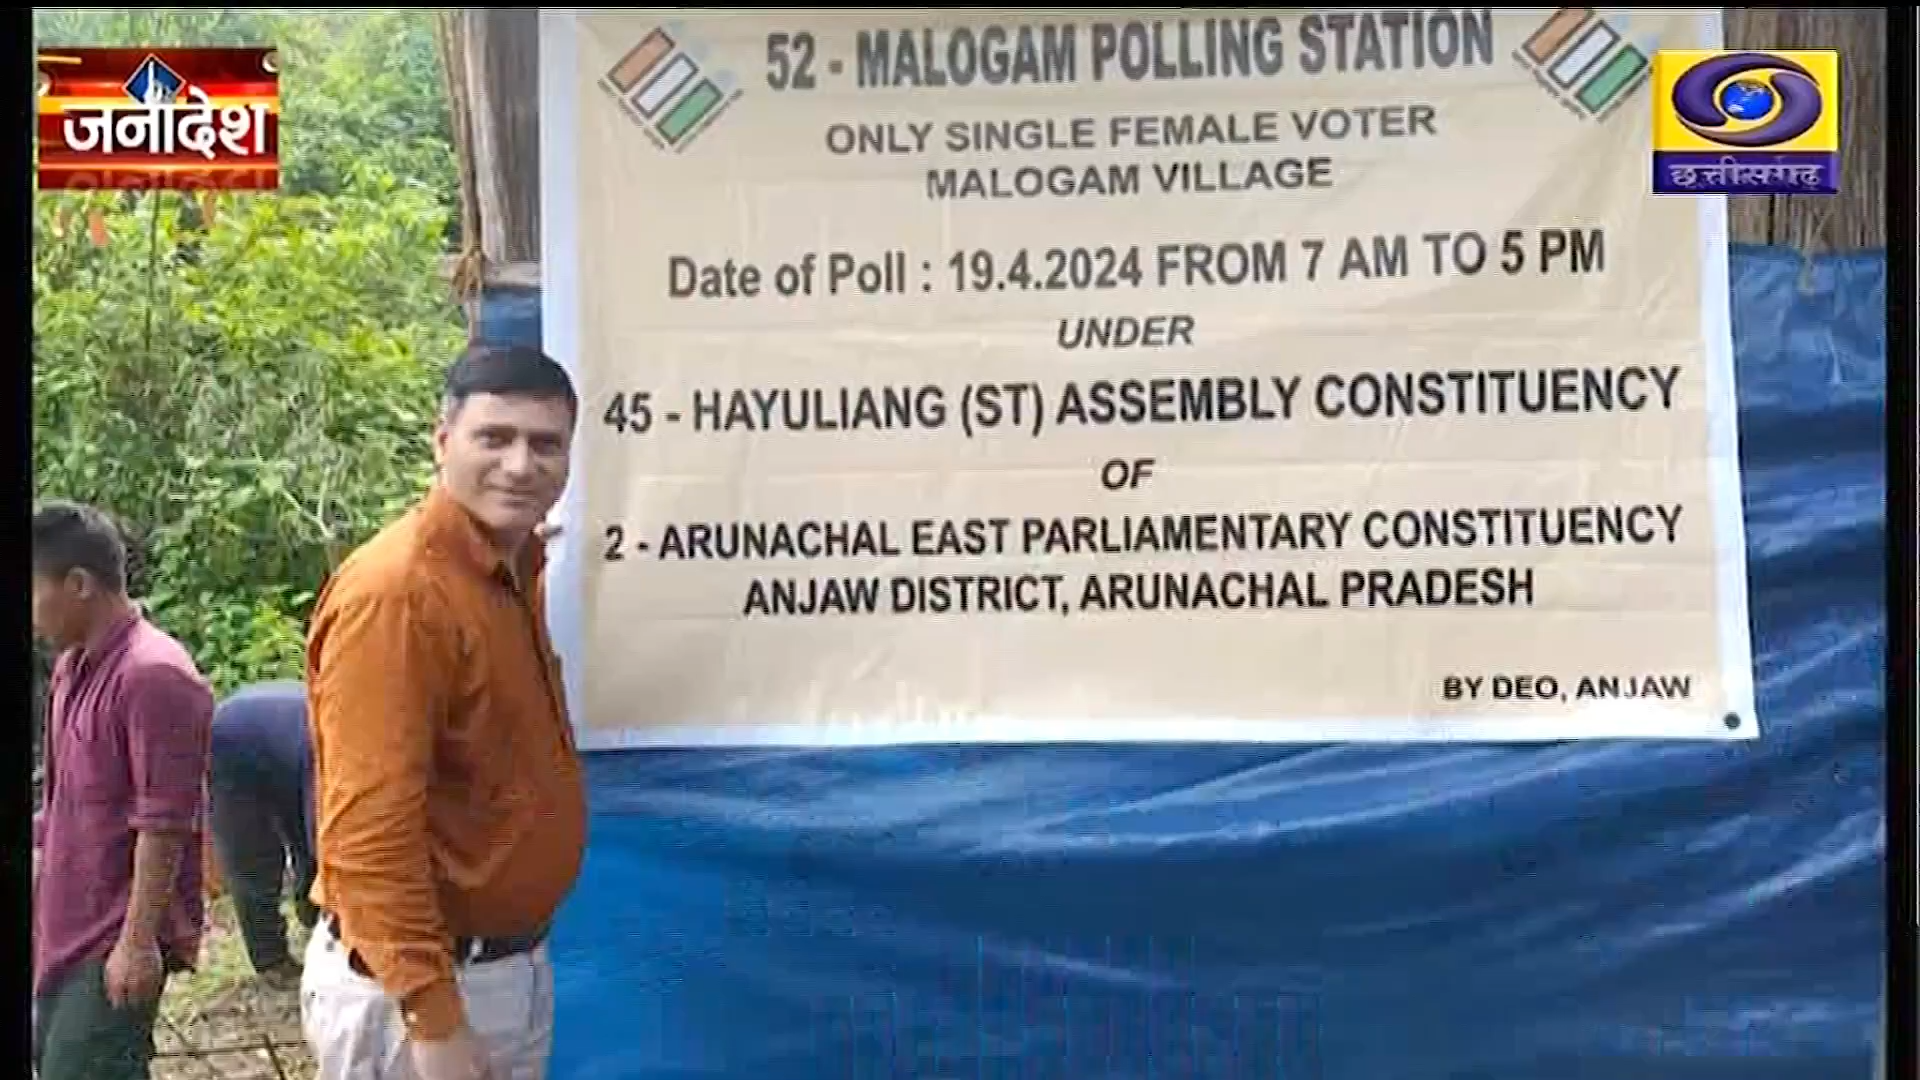 जनादेश
52 - MALOGAM POLLING STATION
ONLY SINGLE FEMALE VOTER
MALOGAM VILLAGE
Date of Poll : 19.4.2024 FROM 7 AM TO 5 PM
UNDER
45 - HAYULIANG (ST) ASSEMBLY CONSTITUENCY
OF
2 - ARUNACHAL EAST PARLIAMENTARY CONSTITUENCY
ANJAW DISTRICT, ARUNACHAL PRADESH
BY DEO, ANJAW
छत्तीसगढ़